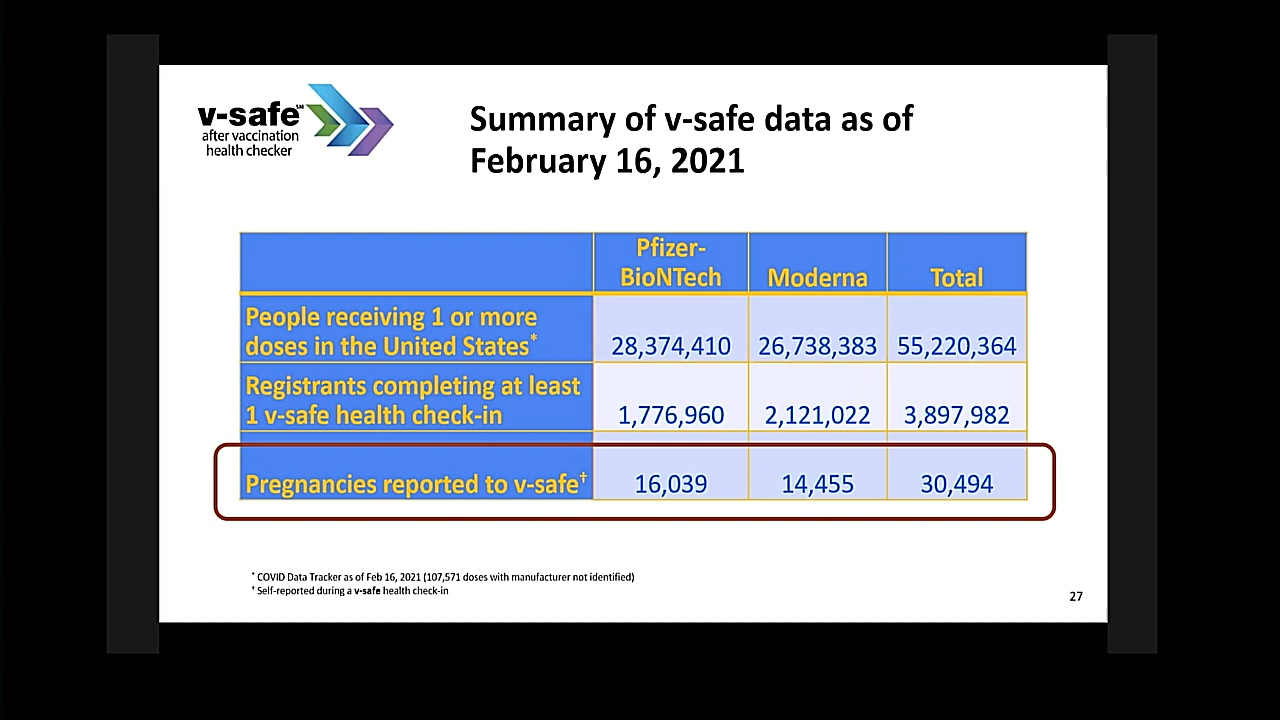 v-safe℠
after vaccination
health checker
Summary of v-safe data as of
February 16, 2021
Pfizer-
BioNTech
Moderna
Total
People receiving 1 or more
doses in the United States*
28,374,410
26,738,383
55,220,364
Registrants completing at least
1 v-safe health check-in
1,776,960
2,121,022
3,897,982
Pregnancies reported to v-safe†
16,039
14,455
30,494
* COVID Data Tracker as of Feb 16, 2021 (107,571 doses with manufacturer not identified)
† Self-reported during a v-safe health check-in
27